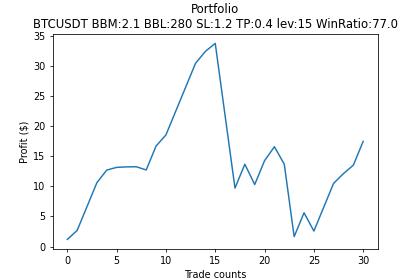 Portfolio
BTCUSDT BBM:2.1 BBL:280 SL:1.2 TP:0.4 lev:15 WinRatio:77.0
35
30
25
20
15
10
5
0
Profit ($)
0 5 10 15 20 25 30
Trade counts